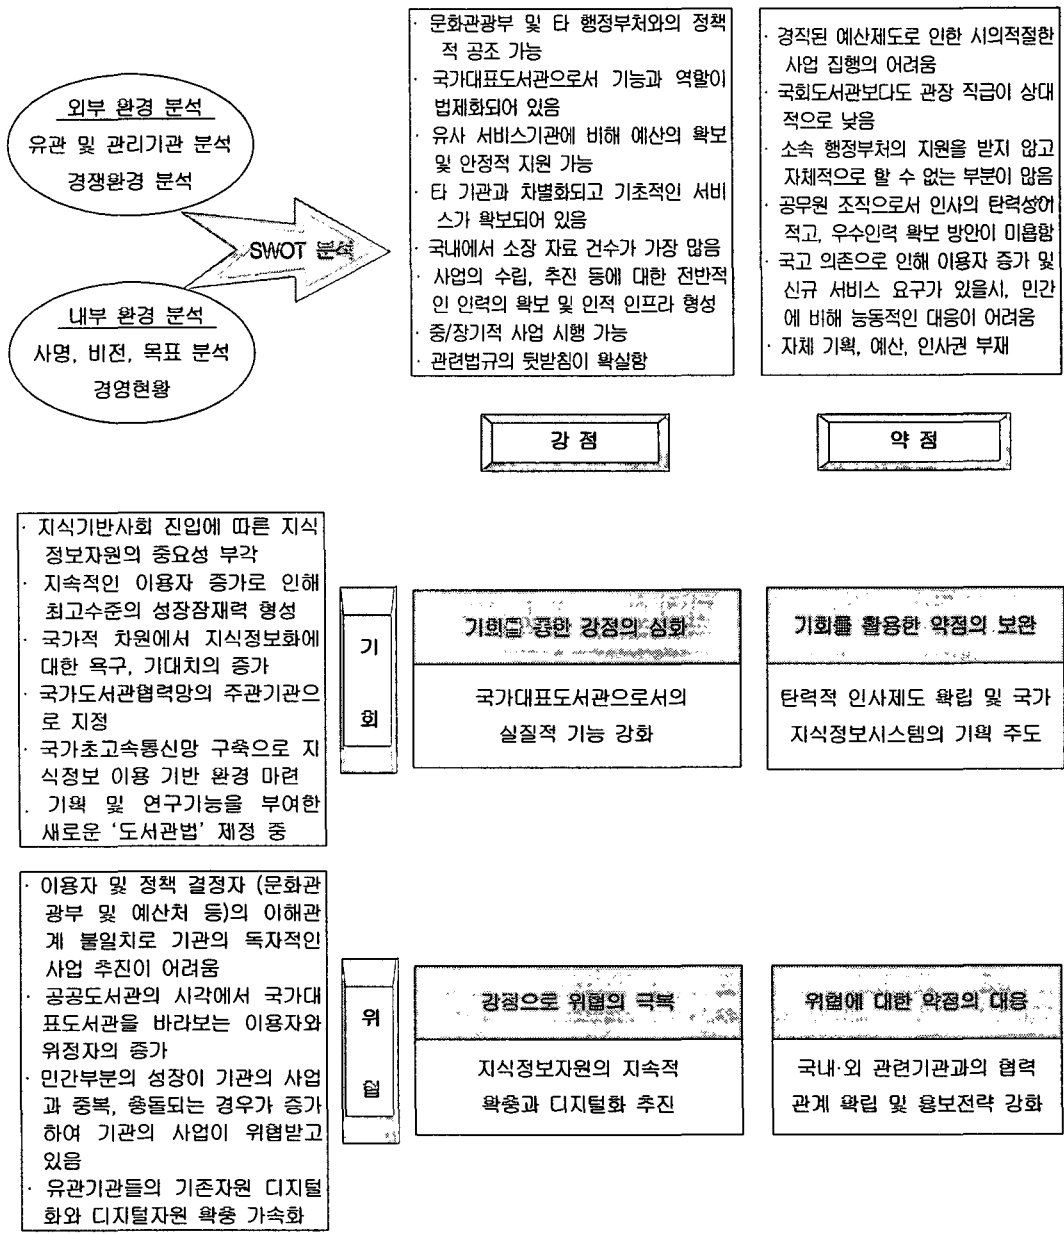 외부 환경 분석
유관 및 관리기관 분석
경쟁환경 분석
SWOT 분석
내부 환경 분석
사명, 비전, 목표 분석
경영현황
· 문화관광부 및 타 행정부처와의 정책
적 공조 가능
· 국가대표도서관으로서 기능과 역할이
법제화되어 있음
· 유사 서비스기관에 비해 예산의 확보
및 안정적 지원 가능
· 타 기관과 차별화되고 기초적인 서비
스가 확보되어 있음
· 국내에서 소장 자료 건수가 가장 많음
· 사업의 수립, 추진 등에 대한 전반적
인 인력의 확보 및 인적 인프라 형성
· 중/장기적 사업 시행 가능
· 관련법규의 뒷받침이 확실함
· 경직된 예산제도로 인한 시의적절한
사업 집행의 어려움
· 국회도서관보다도 관장 직급이 상대
적으로 낮음
· 소속 행정부처의 지원을 받지 않고
자체적으로 할 수 없는 부분이 많음
· 공무원 조직으로서 인사의 탄력성이
적고, 우수인력 확보 방안이 미흡함
· 국고 의존으로 인해 이용자 증가 및
신규 서비스 요구가 있을시, 민간
에 비해 능동적인 대응이 어려움
· 자체 기획, 예산, 인사권 부재
강 점
약 점
· 지식기반사회 진입에 따른 지식
정보자원의 중요성 부각
· 지속적인 이용자 증가로 인해
최고수준의 성장잠재력 형성
· 국가적 차원에서 지식정보화에
대한 욕구, 기대치의 증가
· 국가도서관협력망의 주관기관으
로 지정
· 국가초고속통신망 구축으로 지
식정보 이용 기반 환경 마련
· 기획 및 연구기능을 부여한
새로운 ‘도서관법’ 제정 중
기
회
기회를 통한 강점의 심화
국가대표도서관으로서의
실질적 기능 강화
기회를 활용한 약점의 보완
탄력적 인사제도 확립 및 국가
지식정보시스템의 기획 주도
· 이용자 및 정책 결정자 (문화관
광부 및 예산처 등)의 이해관
계 불일치로 기관의 독자적인
사업 추진이 어려움
· 공공도서관의 시각에서 국가대
표도서관을 바라보는 이용자와
위정자의 증가
· 민간부분의 성장이 기관의 사업
과 중복, 충돌되는 경우가 증가
하여 기관의 사업이 위협받고
있음
· 유관기관들의 기존자원 디지털
화와 디지털자원 확충 가속화
위
협
강점으로 위협의 극복
지식정보자원의 지속적
확충과 디지털화 추진
위협에 대한 약점의 대응
국내·외 관련기관과의 협력
관계 확립 및 홍보전략 강화